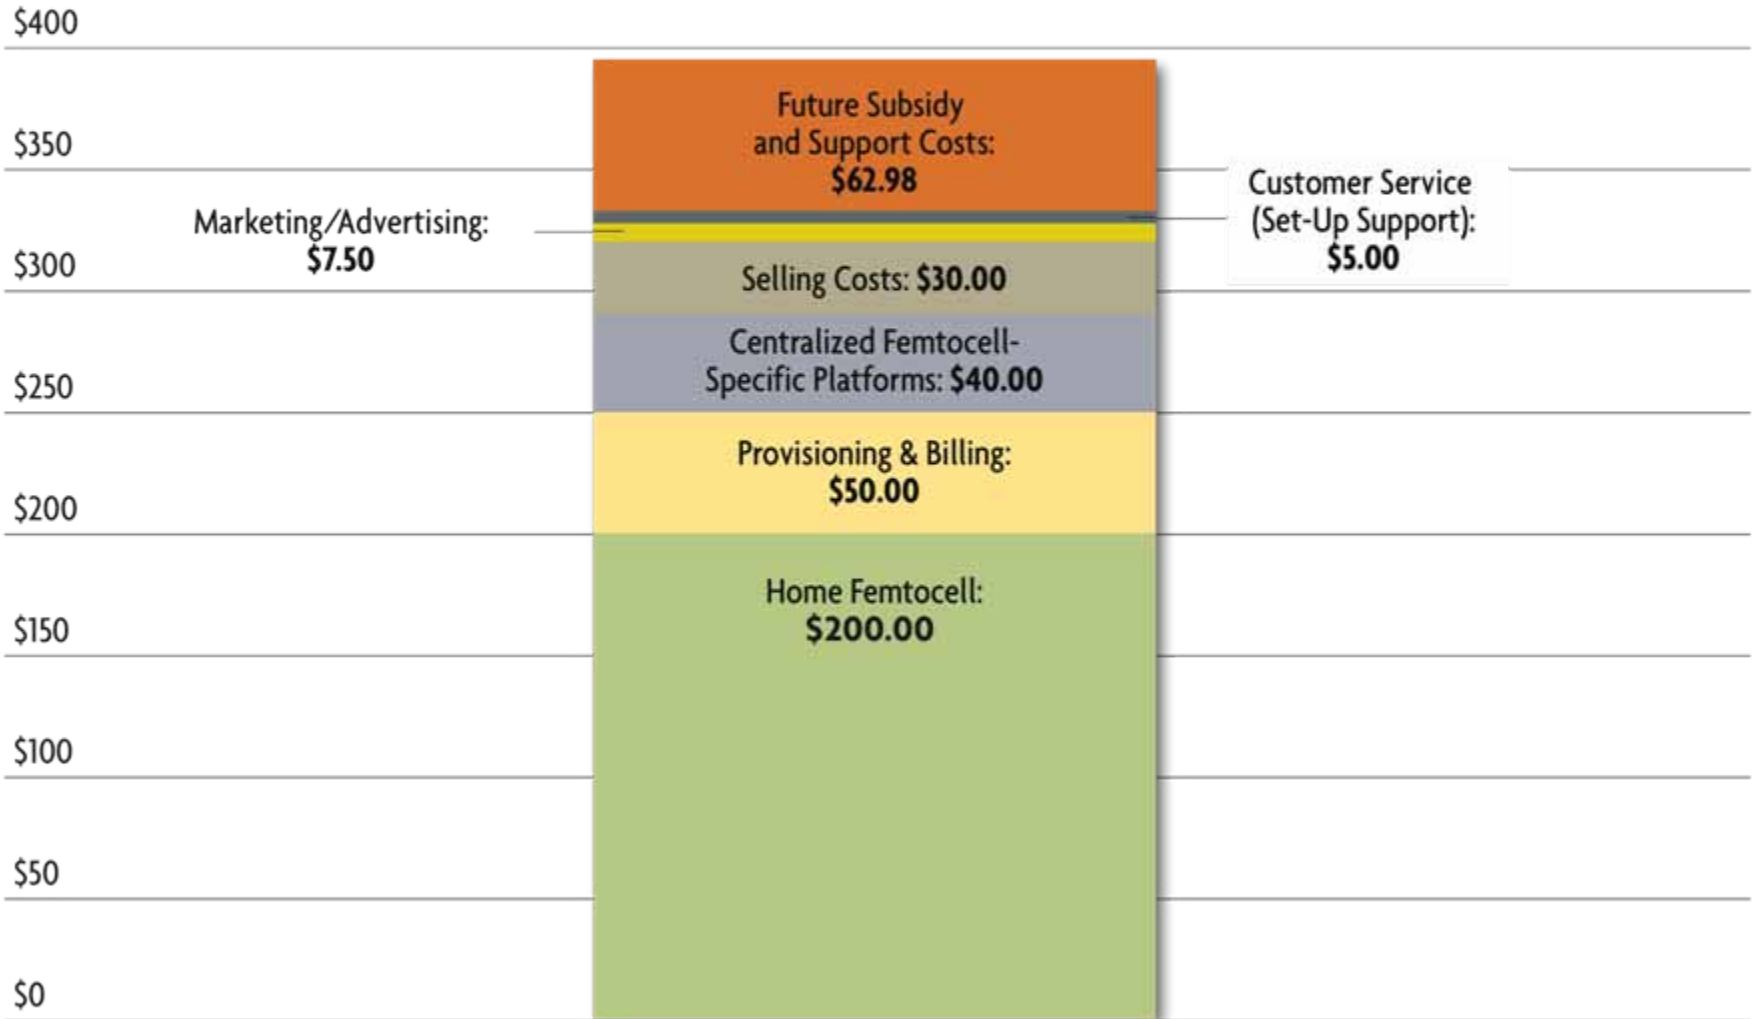 $400
Future Subsidy
and Support Costs:
$62.98
$350
Customer Service
(Set-Up Support):
$5.00
Marketing/Advertising:
$7.50
$300
Selling Costs: $30.00
Centralized Femtocell-
Specific Platforms: $40.00
$250
Provisioning & Billing:
$50.00
$200
Home Femtocell:
$200.00
$150
$100
$50
$0